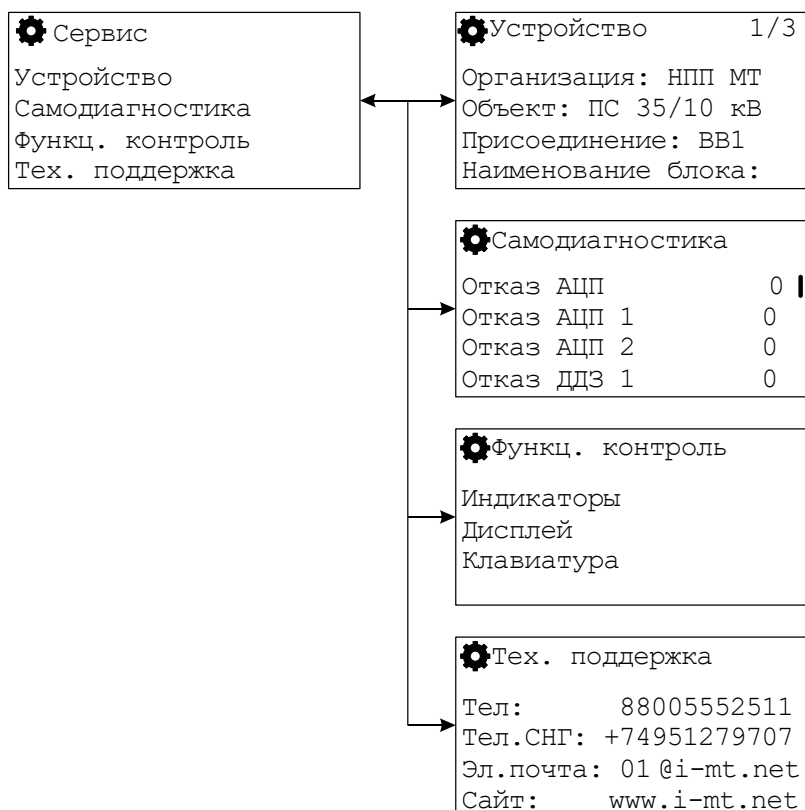 Сервис
Устройство
Самодиагностика
Функц. контроль
Тех. поддержка
Устройство 1/3
Организация: НПП МТ
Объект: ПС 35/10 кВ
Присоединение: ВВ1
Наименование блока:
Самодиагностика
Отказ АЦП 0
Отказ АЦП 1 0
Отказ АЦП 2 0
Отказ ДДЗ 1 0
Функц. контроль
Индикаторы
Дисплей
Клавиатура
Тех. поддержка
Тел: 88005552511
Тел.СНГ: +74951279707
Эл.почта: 01@i-mt.net
Сайт: www.i-mt.net